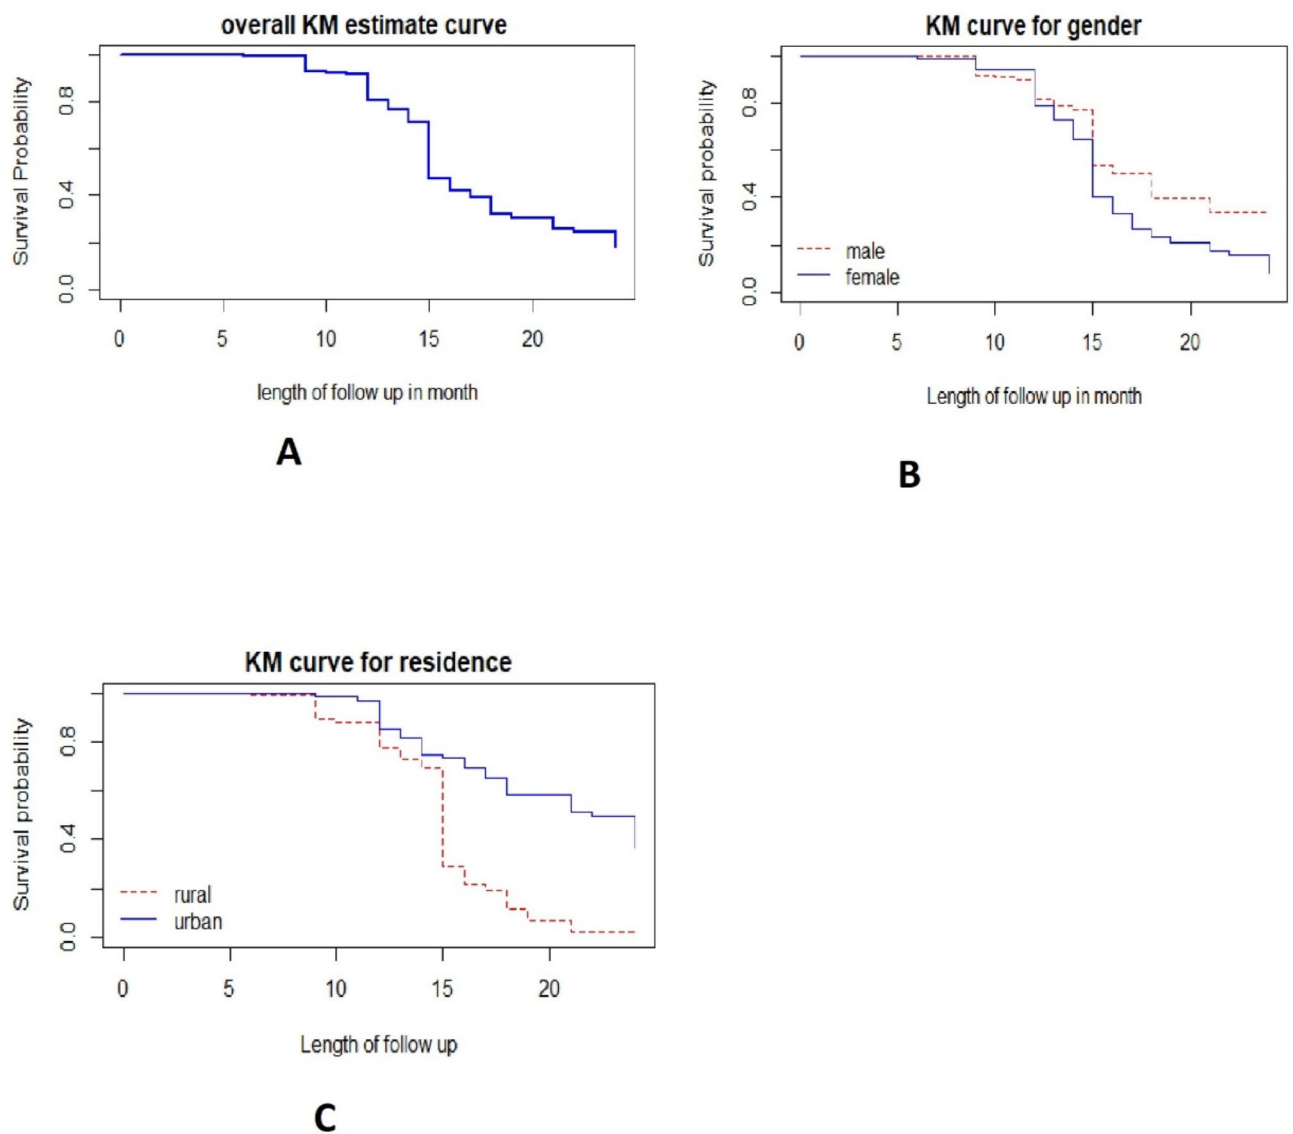 overall KM estimate curve
Survival Probability
0.8
0.4
0.0
0 5 10 15 20
length of follow up in month
A
KM curve for gender
Survival probability
0.8
0.4
0.0
male
female
0 5 10 15 20
Length of follow up in month
B
KM curve for residence
Survival probability
0.8
0.4
0.0
rural
urban
0 5 10 15 20
Length of follow up
C